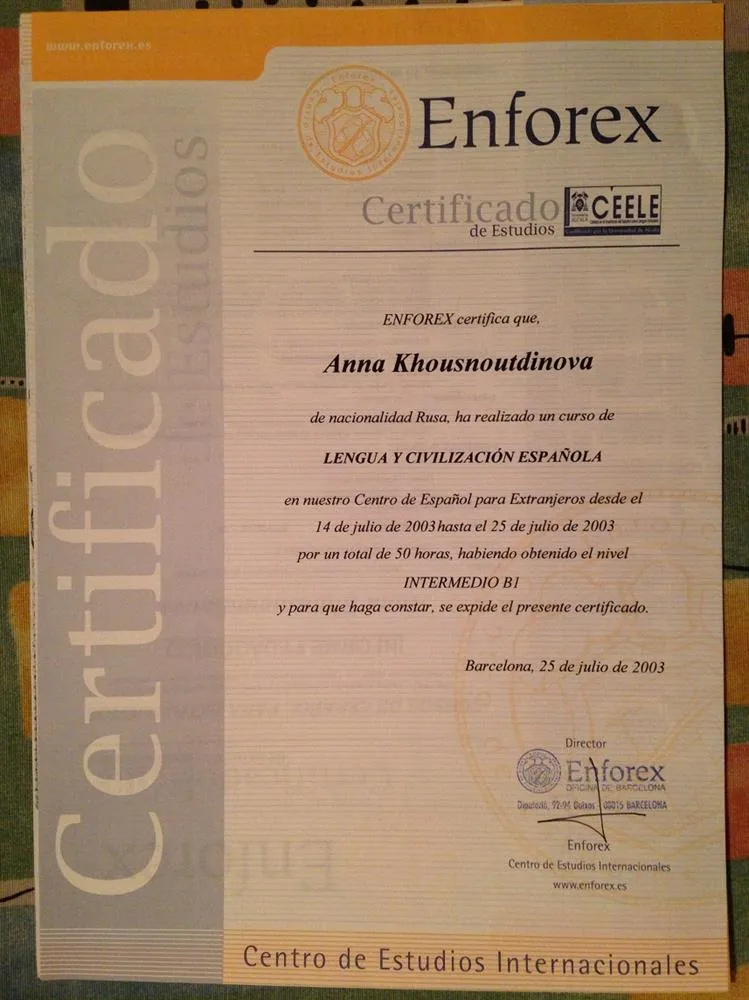 www.enforex.es
Certificado
de Estudios
Enforex
Certificado
de Estudios
CEELE
ENFOREX certifica que,
Anna Khousnoutdinova
de nacionalidad Rusa, ha realizado un curso de
LENGUA Y CIVILIZACIÓN ESPAÑOLA
en nuestro Centro de Español para Extranjeros desde el
14 de julio de 2003 hasta el 25 de julio de 2003
por un total de 50 horas, habiendo obtenido el nivel
INTERMEDIO B1
y para que haga constar, se expide el presente certificado.
Barcelona, 25 de julio de 2003
Director
Enforex
OFICINA DE BARCELONA
Diputació, 92-94 08015 BARCELONA
Enforex
Centro de Estudios Internacionales
www.enforex.es
Centro de Estudios Internacionales